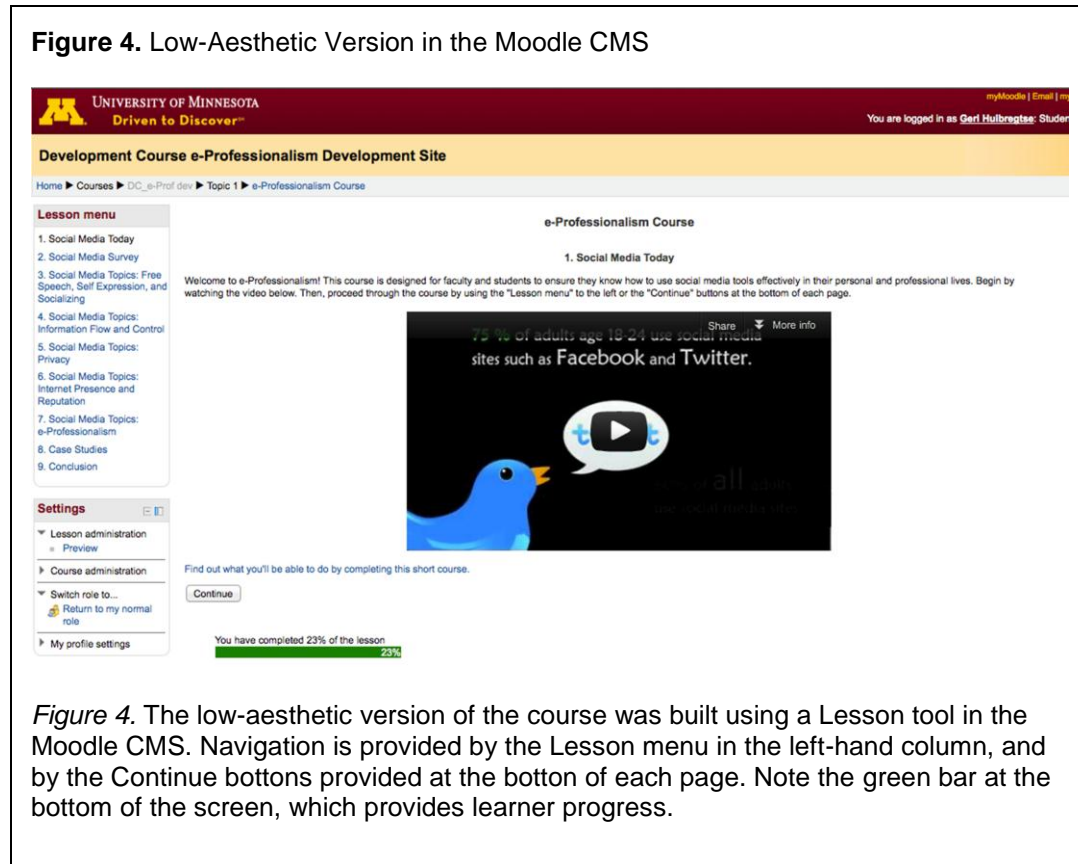 Figure 4. Low-Aesthetic Version in the Moodle CMS
UNIVERSITY OF MINNESOTA
Driven to Discover℠
myMoodle | Email | my
You are logged in as Geri Huibregtse: Studen
Development Course e-Professionalism Development Site
Home ▶ Courses ▶ DC_e-Prof dev ▶ Topic 1 ▶ e-Professionalism Course
Lesson menu
1. Social Media Today
2. Social Media Survey
3. Social Media Topics: Free
Speech, Self Expression, and
Socializing
4. Social Media Topics:
Information Flow and Control
5. Social Media Topics:
Privacy
6. Social Media Topics:
Internet Presence and
Reputation
7. Social Media Topics:
e-Professionalism
8. Case Studies
9. Conclusion
Settings
Lesson administration
Preview
Course administration
Switch role to...
Return to my normal
role
My profile settings
e-Professionalism Course
1. Social Media Today
Welcome to e-Professionalism! This course is designed for faculty and students to ensure they know how to use social media tools effectively in their personal and professional lives. Begin by
watching the video below. Then, proceed through the course by using the "Lesson menu" to the left or the "Continue" buttons at the bottom of each page.
Share More info
75 % of adults age 18-24 use social media
sites such as Facebook and Twitter.
of all adults
use social media sites
Find out what you'll be able to do by completing this short course.
Continue
You have completed 23% of the lesson
23%
Figure 4. The low-aesthetic version of the course was built using a Lesson tool in the
Moodle CMS. Navigation is provided by the Lesson menu in the left-hand column, and
by the Continue bottons provided at the botton of each page. Note the green bar at the
bottom of the screen, which provides learner progress.